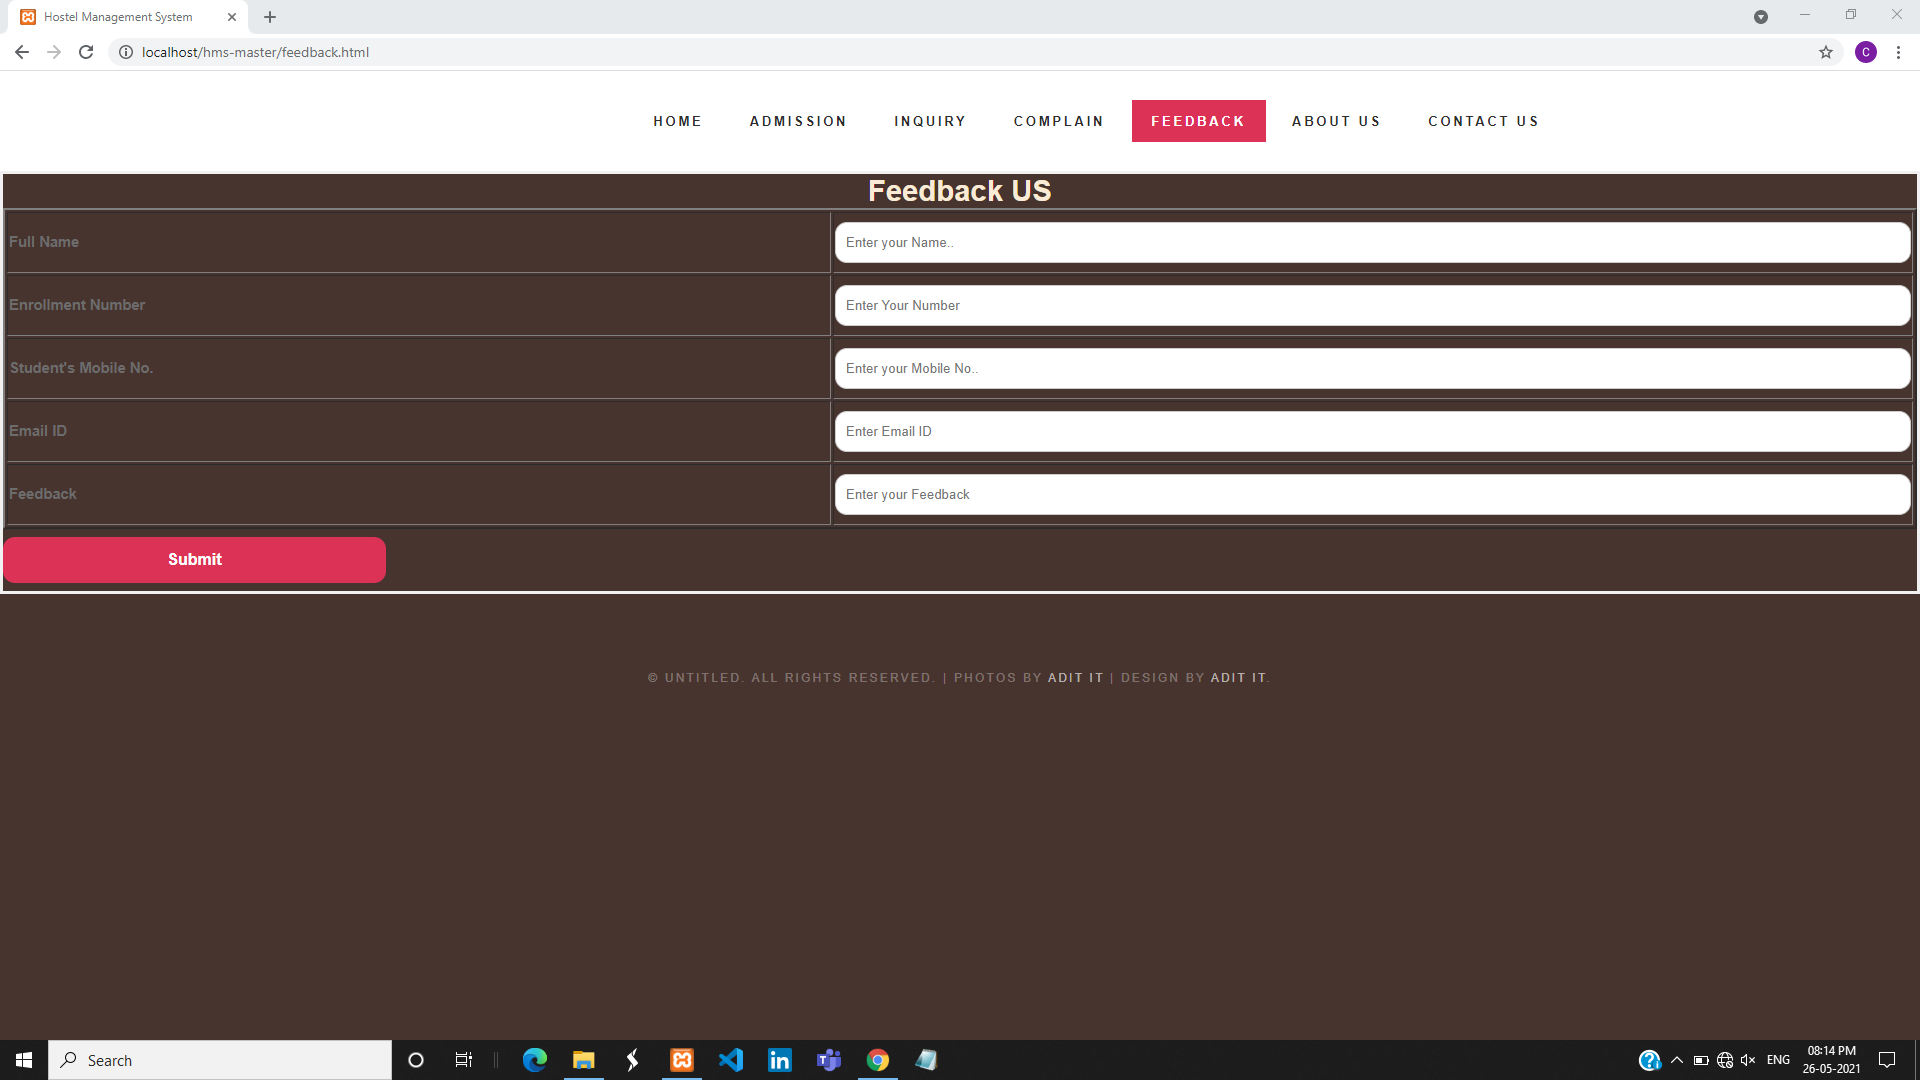 Hostel Management System
localhost/hms-master/feedback.html
C
HOME ADMISSION INQUIRY COMPLAIN FEEDBACK ABOUT US CONTACT US
Feedback US
Full Name Enter your Name..
Enrollment Number Enter Your Number
Student's Mobile No. Enter your Mobile No..
Email ID Enter Email ID
Feedback Enter your Feedback
Submit
© UNTITLED. ALL RIGHTS RESERVED. | PHOTOS BY ADIT IT | DESIGN BY ADIT IT.
Search
ENG
08:14 PM
26-05-2021